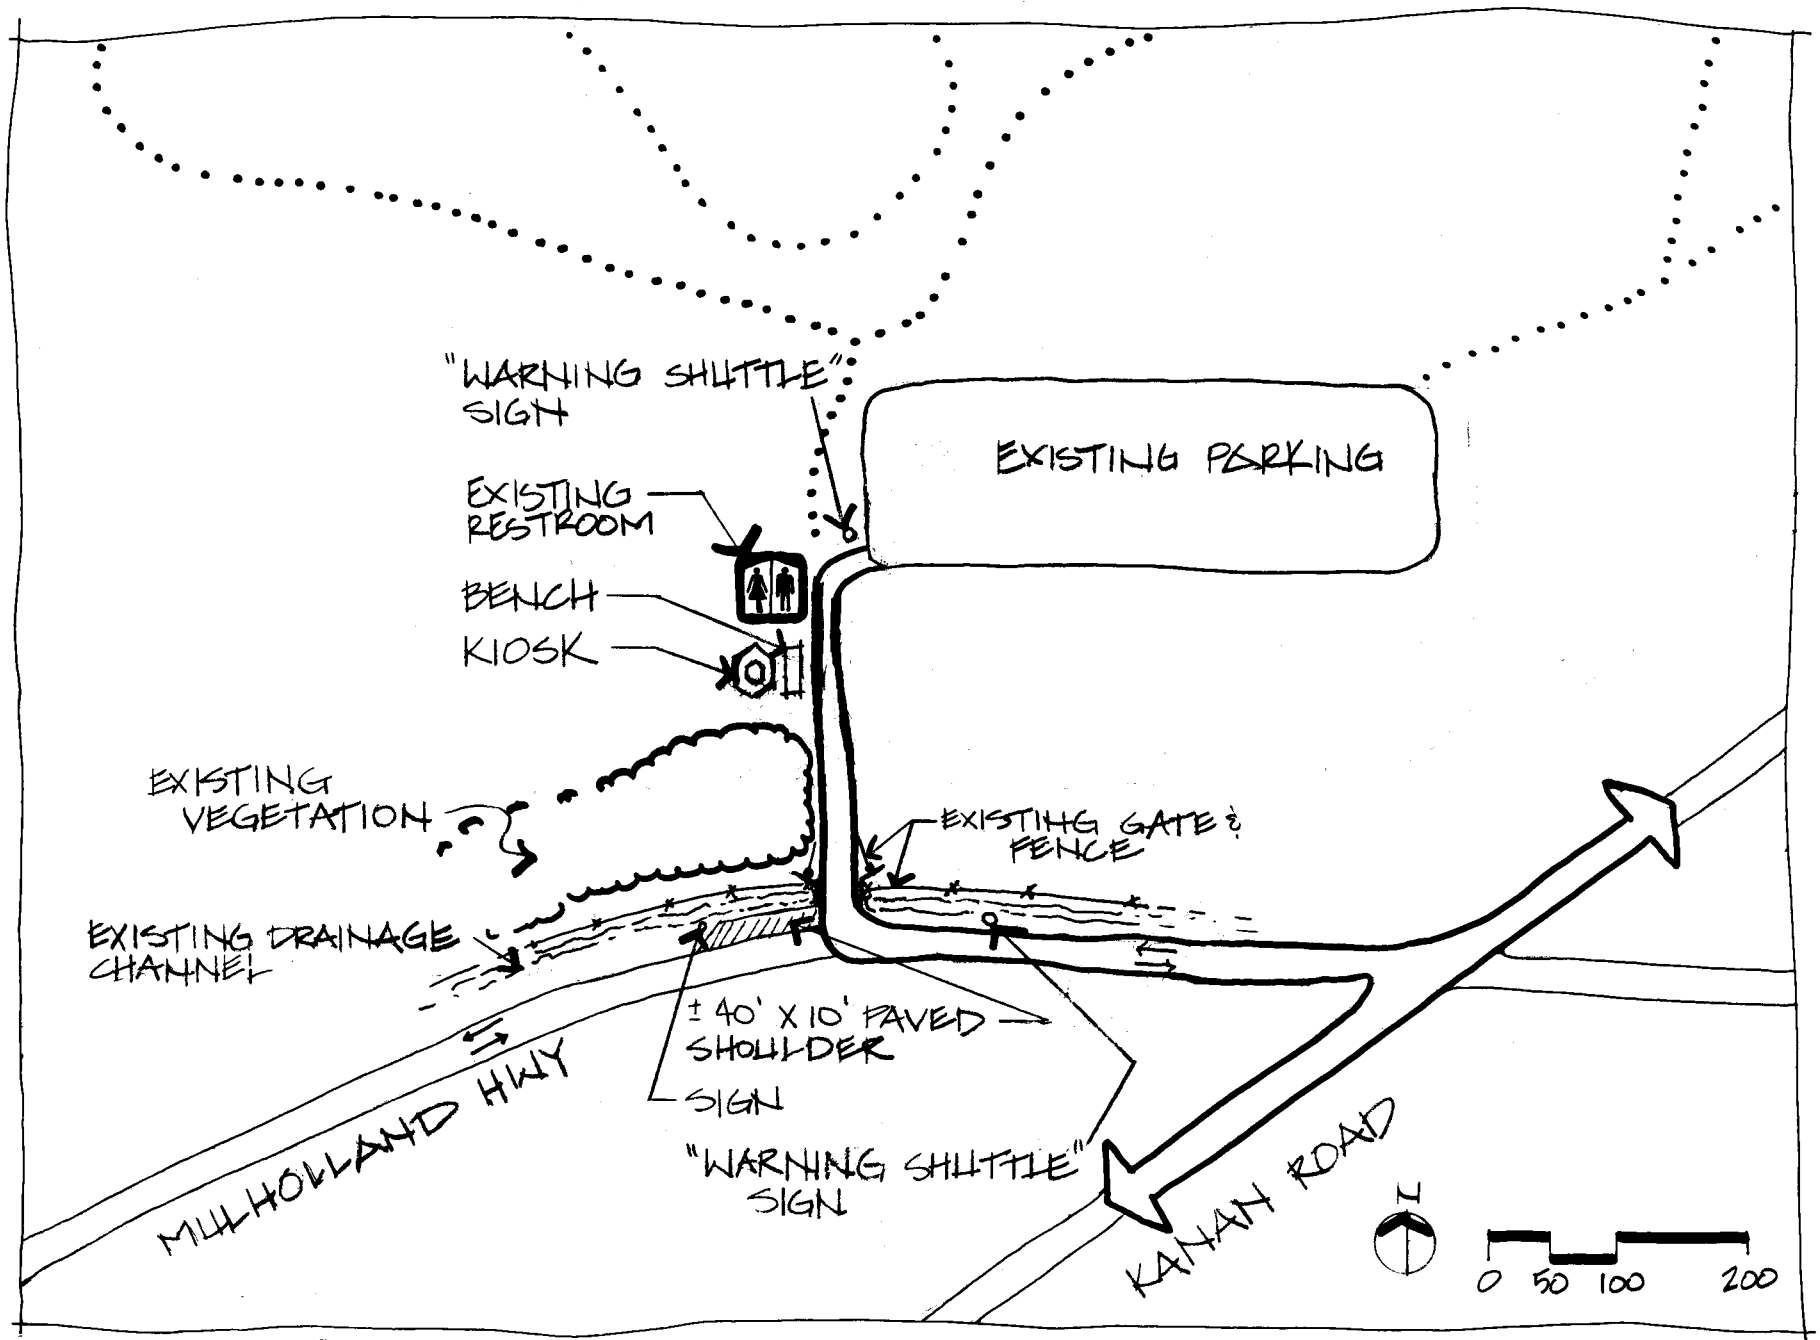 "WARNING SHUTTLE"
SIGN
EXISTING PARKING
EXISTING
RESTROOM
BENCH
KIOSK
EXISTING
VEGETATION
EXISTING GATE &
FENCE
EXISTING DRAINAGE
CHANNEL
± 40' X 10' PAVED
SHOULDER
SIGN
MULHOLLAND HWY
"WARNING SHUTTLE"
SIGN
KANAN ROAD
N
0 50 100 200